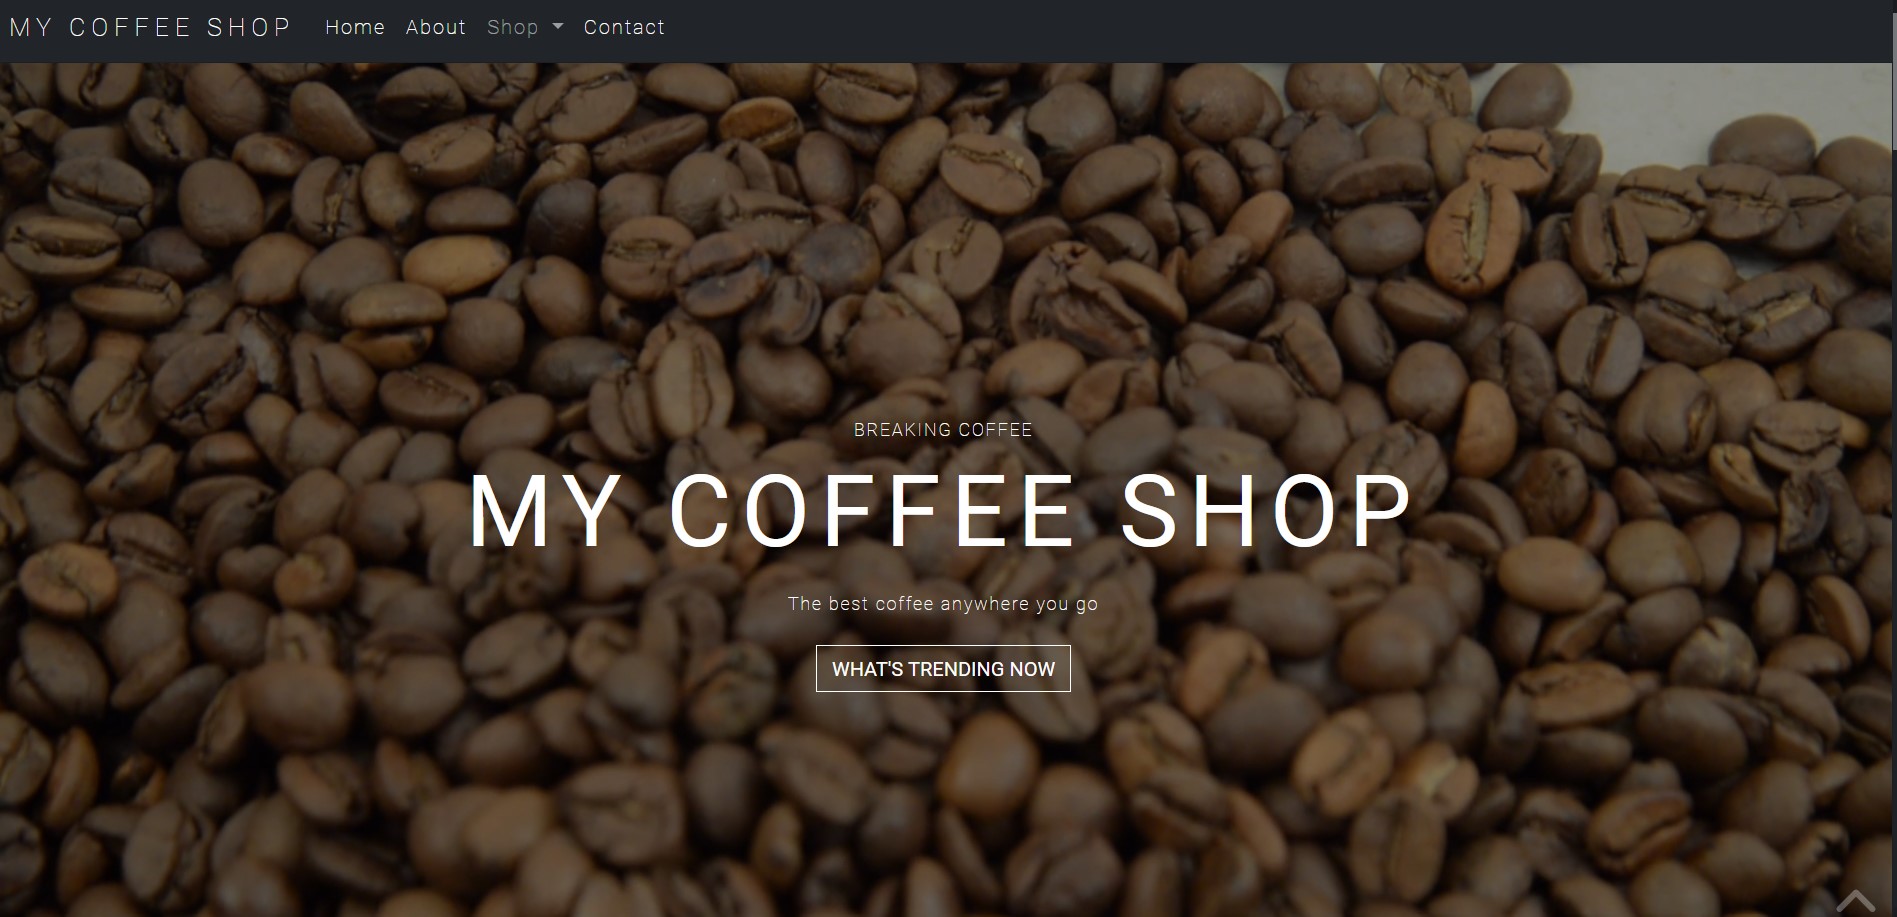 MY COFFEE SHOP Home About Shop Contact
BREAKING COFFEE
MY COFFEE SHOP
The best coffee anywhere you go
WHAT'S TRENDING NOW